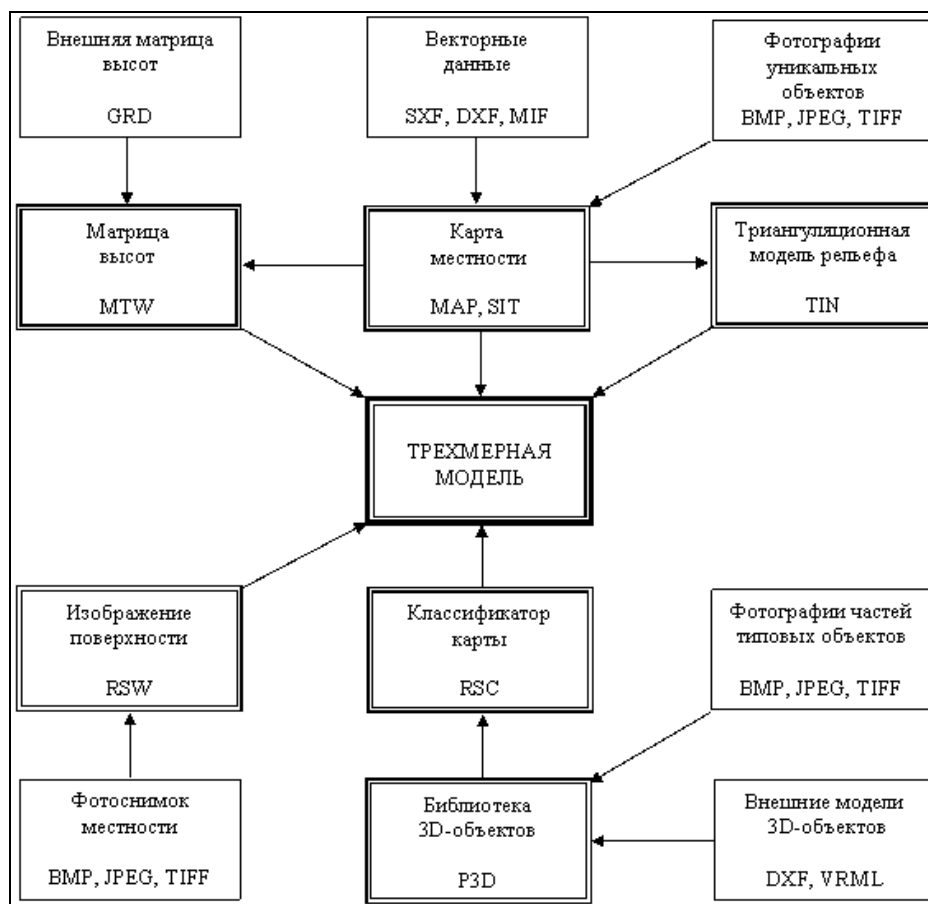 Внешняя матрица
высот
GRD
Векторные
данные
SXF, DXF, MIF
Фотографии
уникальных
объектов
BMP, JPEG, TIFF
Матрица
высот
MTW
Карта
местности
MAP, SIT
Триангуляционная
модель рельефа
TIN
ТРЕХМЕРНАЯ
МОДЕЛЬ
Изображение
поверхности
RSW
Классификатор
карты
RSC
Фотографии частей
типовых объектов
BMP, JPEG, TIFF
Фотоснимок
местности
BMP, JPEG, TIFF
Библиотека
3D-объектов
P3D
Внешние модели
3D-объектов
DXF, VRML